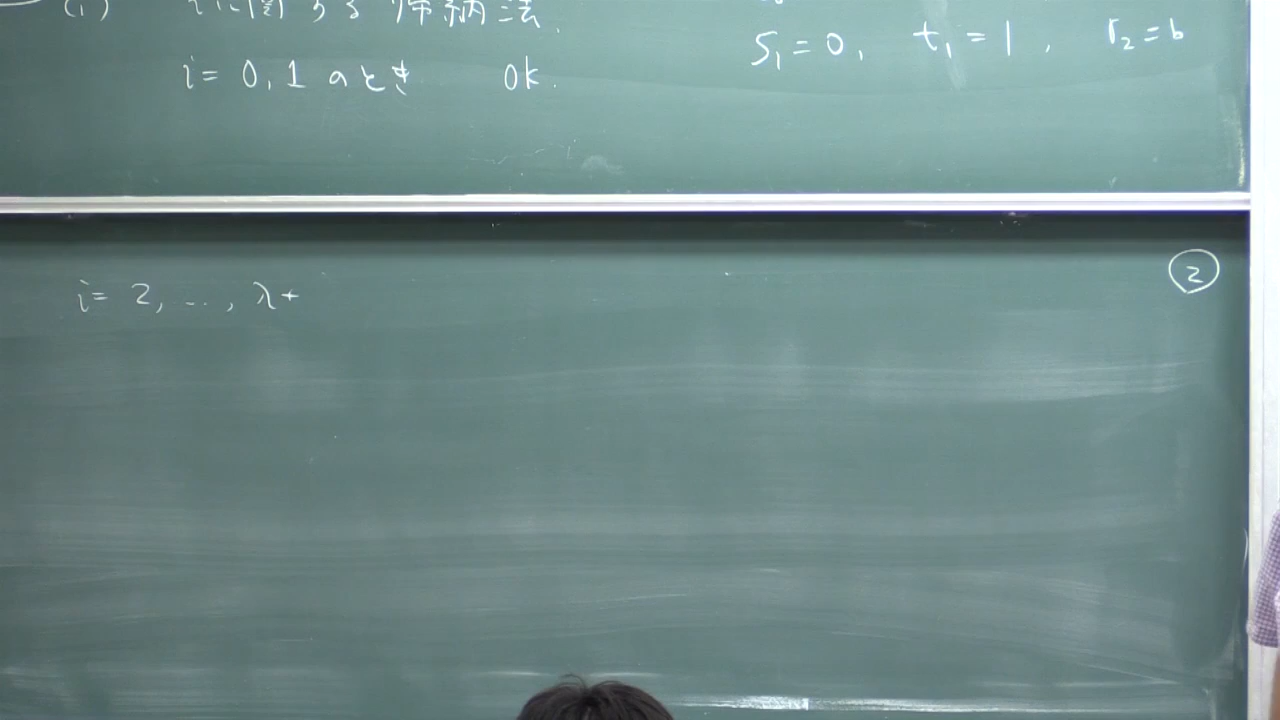 (i) iに関する帰納法.
i = 0, 1 のとき OK.
S₁ = 0, t₁ = 1, r₂ = b
②
i = 2, …, λ+